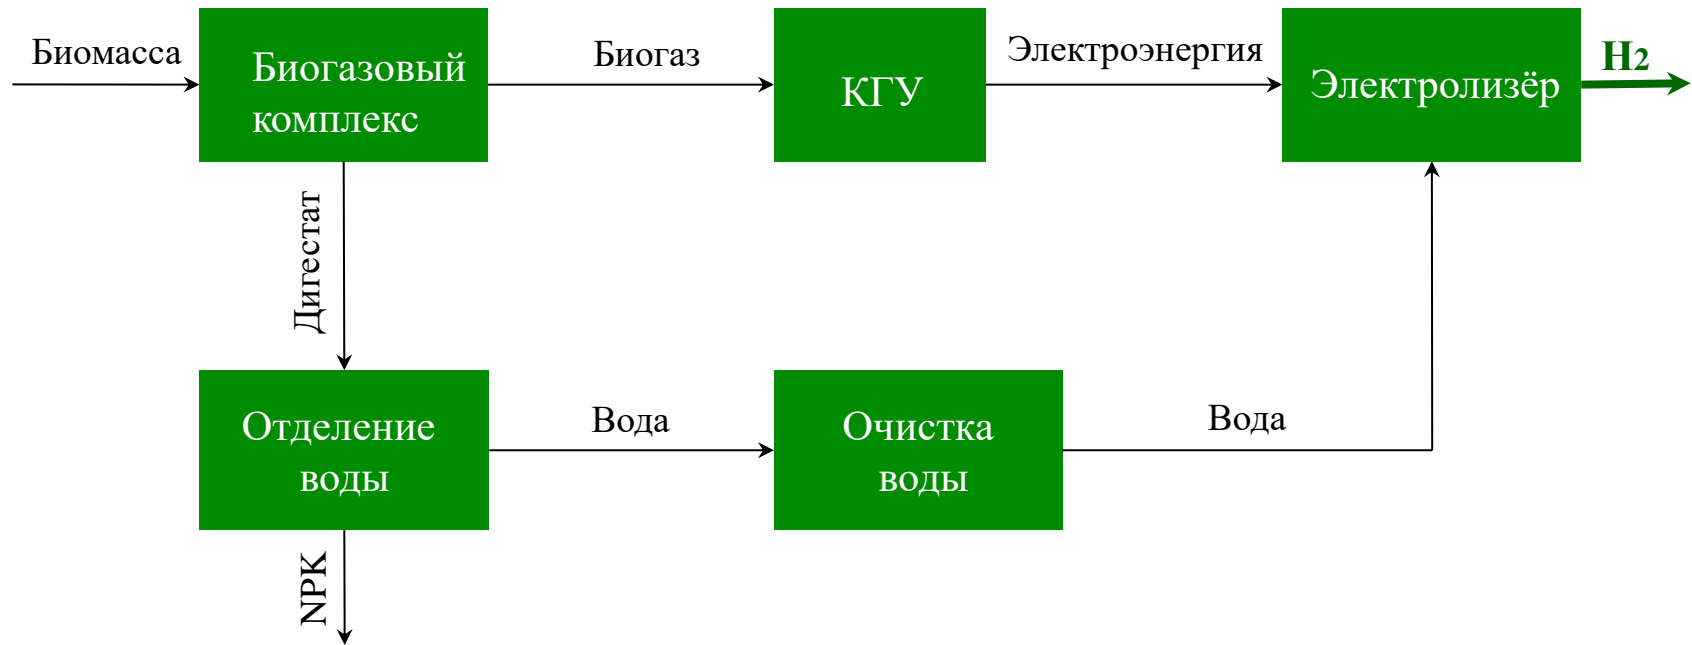 Биомасса
Биогазовый
комплекс
Биогаз
КГУ
Электроэнергия
Электролизёр
H2
Дигестат
Отделение
воды
Вода
Очистка
воды
Вода
NPK